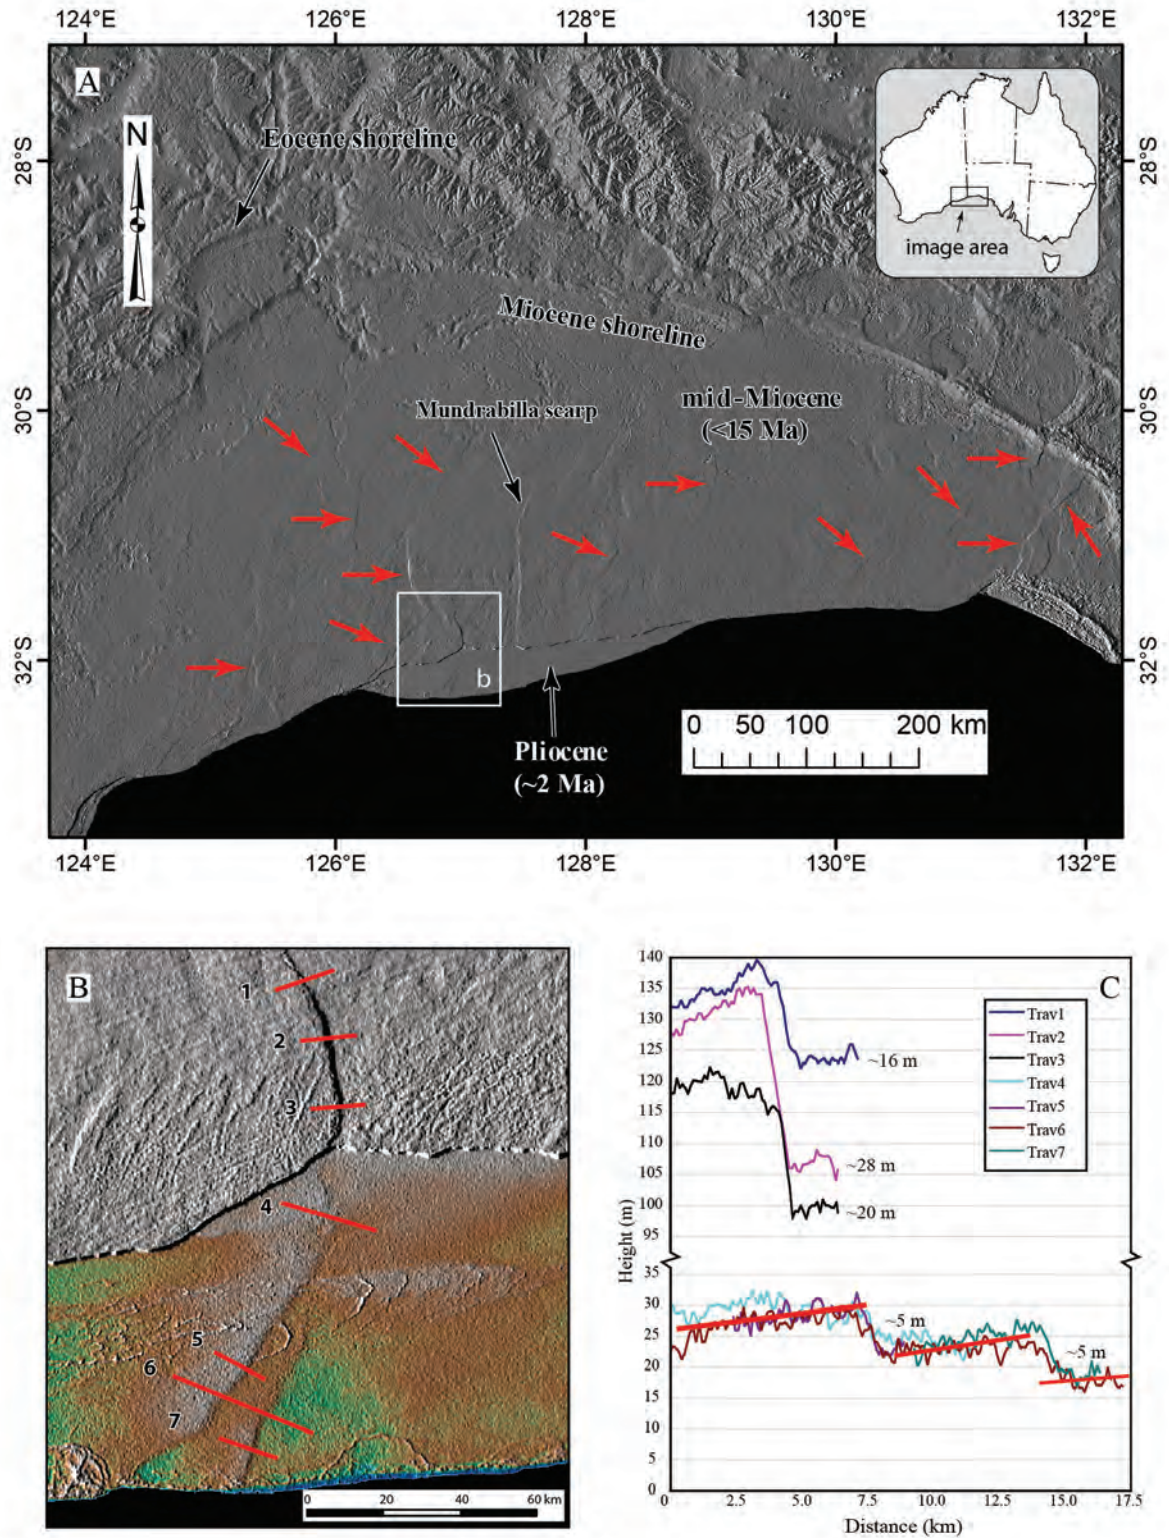 124°E 126°E 128°E 130°E 132°E
A
N
Eocene shoreline
28°S
28°S
image area
Miocene shoreline
30°S
30°S
Mundrabilla scarp
mid-Miocene
(<15 Ma)
32°S
32°S
b
Pliocene
(~2 Ma)
0 50 100 200 km
124°E 126°E 128°E 130°E 132°E
B
1
2
3
4
5
6
7
0 20 40 60 km
C
Height (m)
140
135
130
125
120
115
110
105
100
95
35
30
25
20
15
10
5
0
Trav1
Trav2
Trav3
Trav4
Trav5
Trav6
Trav7
~16 m
~28 m
~20 m
~5 m
~5 m
0 2.5 5.0 7.5 10.0 12.5 15.0 17.5
Distance (km)